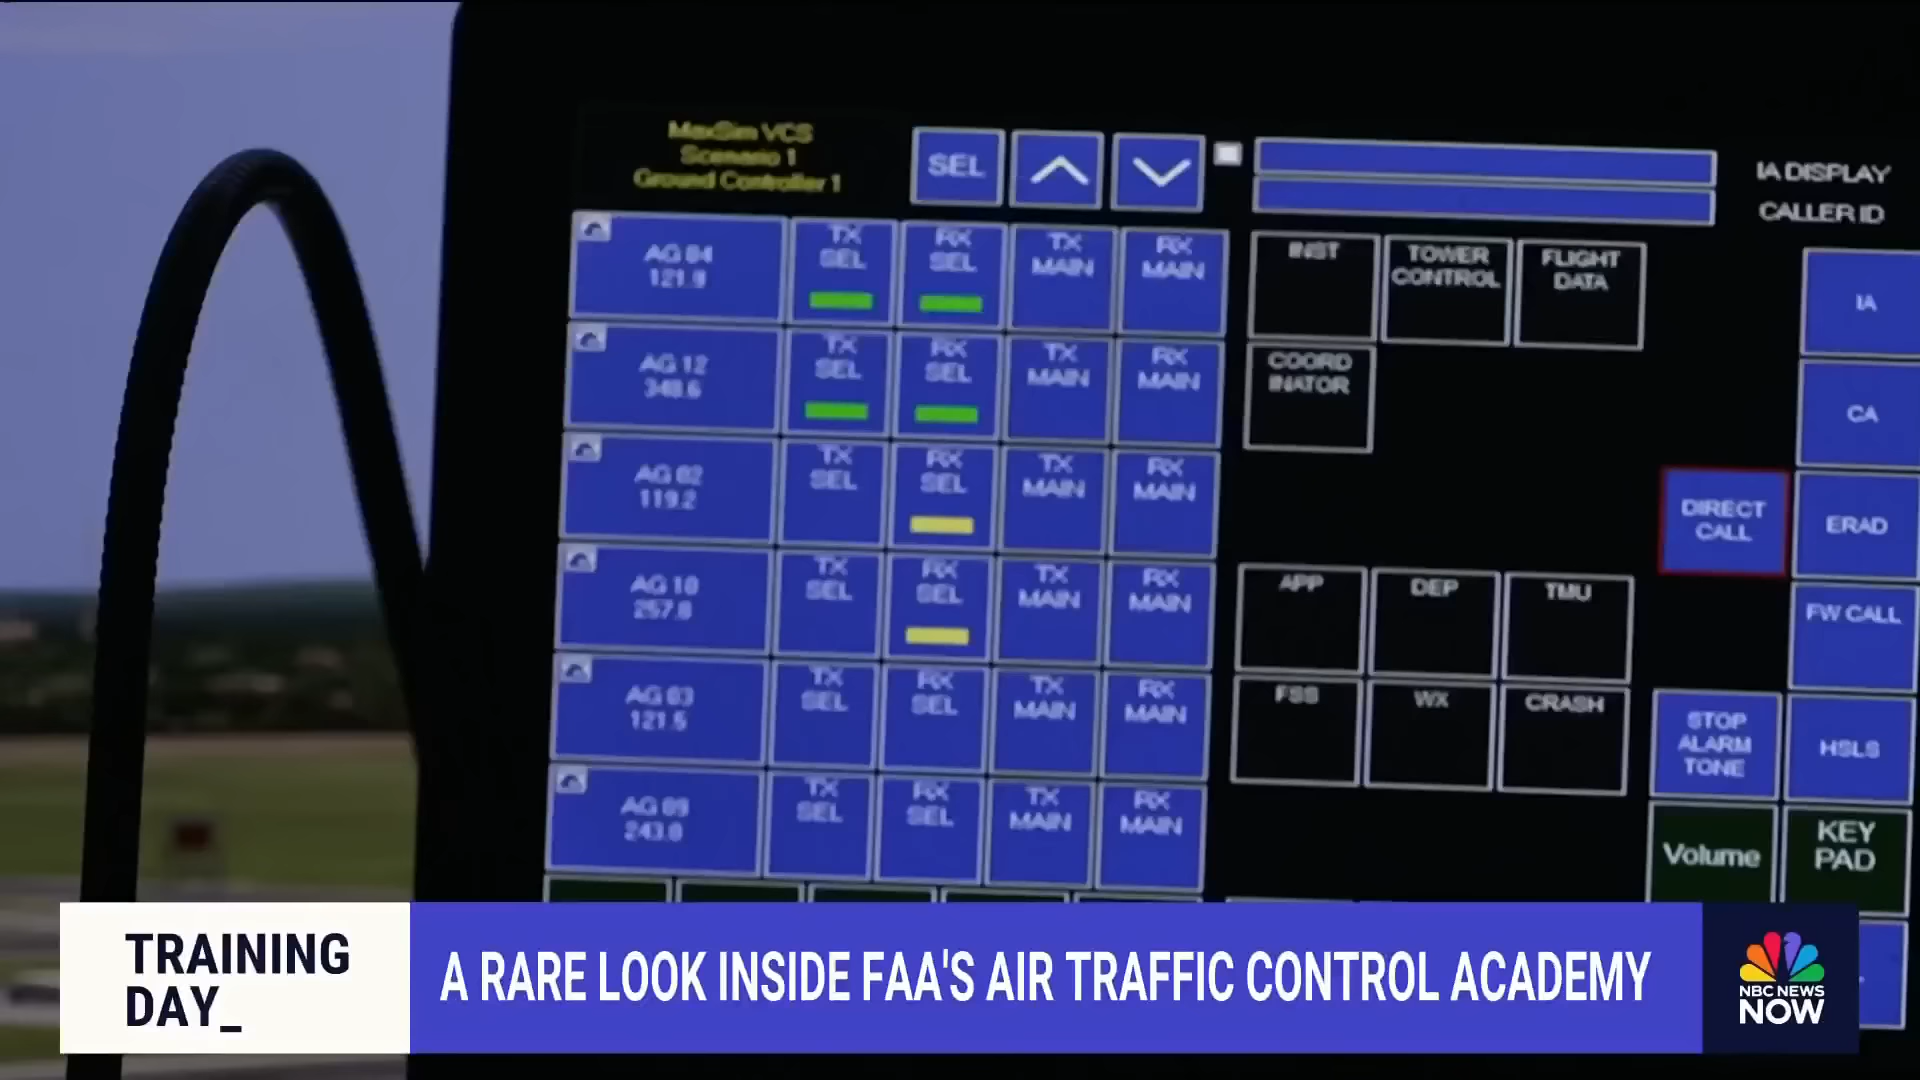 MaxSim VCS
Scenario 1
Ground Controller 1
SEL
IA DISPLAY
CALLER ID
AG 04
121.9
TX
SEL
RX
SEL
TX
MAIN
RX
MAIN
AG 12
348.6
TX
SEL
RX
SEL
TX
MAIN
RX
MAIN
AG 02
119.2
TX
SEL
RX
SEL
TX
MAIN
RX
MAIN
AG 10
257.8
TX
SEL
RX
SEL
TX
MAIN
RX
MAIN
AG 03
121.5
TX
SEL
RX
SEL
TX
MAIN
RX
MAIN
AG 09
243.0
TX
SEL
RX
SEL
TX
MAIN
RX
MAIN
INST
TOWER
CONTROL
FLIGHT
DATA
COORD
INATOR
APP
DEP
TMU
FSS
WX
CRASH
IA
CA
DIRECT
CALL
ERAD
FW CALL
STOP
ALARM
TONE
HSLS
Volume
KEY
PAD
TRAINING
DAY_
A RARE LOOK INSIDE FAA'S AIR TRAFFIC CONTROL ACADEMY
NBC NEWS
NOW